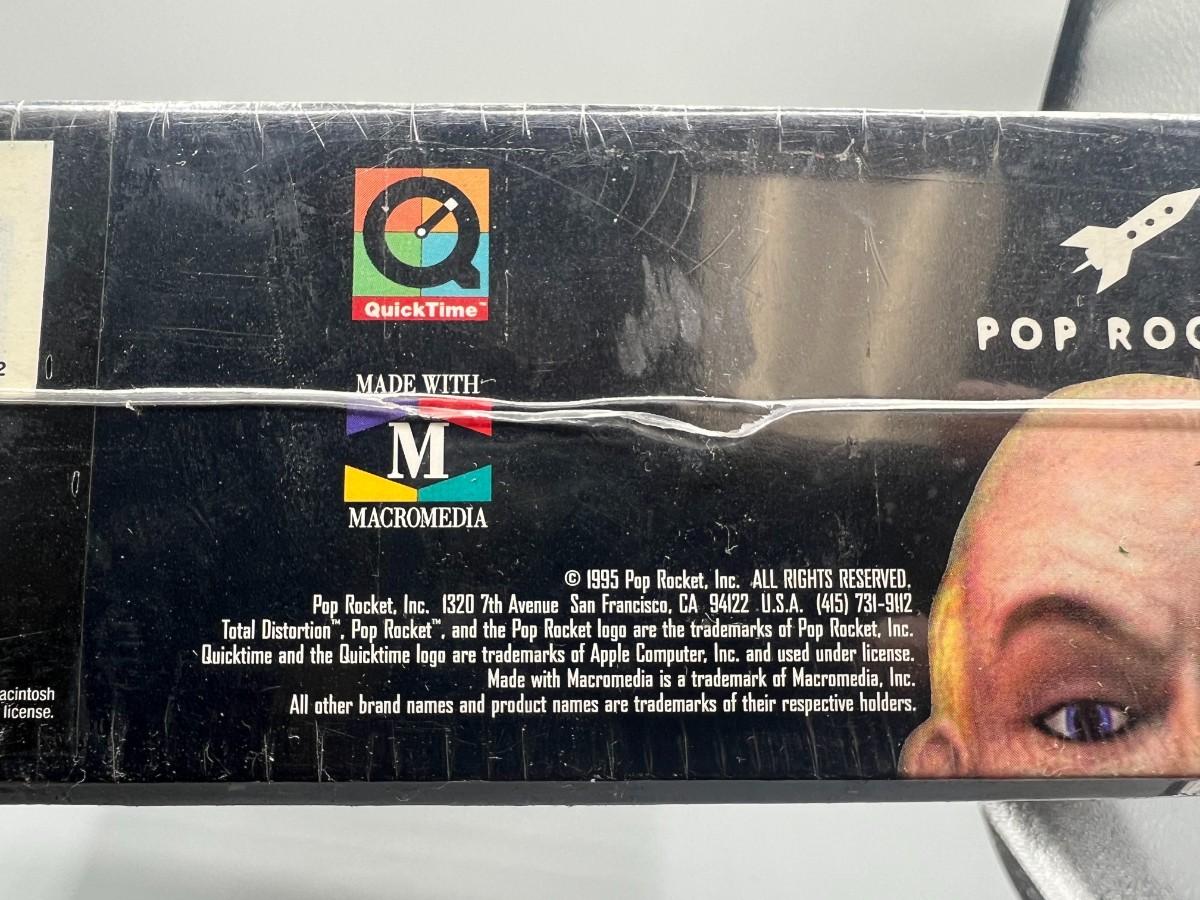 2
acintosh
license.
QuickTime™
MADE WITH
M
MACROMEDIA
POP ROC
© 1995 Pop Rocket, Inc. ALL RIGHTS RESERVED.
Pop Rocket, Inc. 1320 7th Avenue San Francisco, CA 94122 U.S.A. (415) 731-9112
Total Distortion™, Pop Rocket™, and the Pop Rocket logo are the trademarks of Pop Rocket, Inc.
Quicktime and the Quicktime logo are trademarks of Apple Computer, Inc. and used under license.
Made with Macromedia is a trademark of Macromedia, Inc.
All other brand names and product names are trademarks of their respective holders.